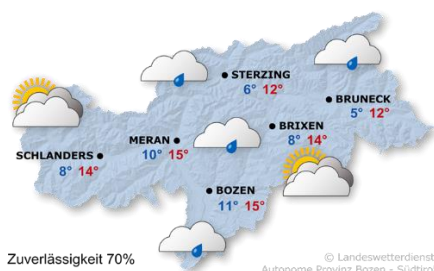 STERZING
6° 12°
BRUNECK
5° 12°
BRIXEN
8° 14°
MERAN
10° 15°
SCHLANDERS
8° 14°
BOZEN
11° 15°
Zuverlässigkeit 70%
© Landeswetterdienst
Autonome Provinz Bozen - Südtirol